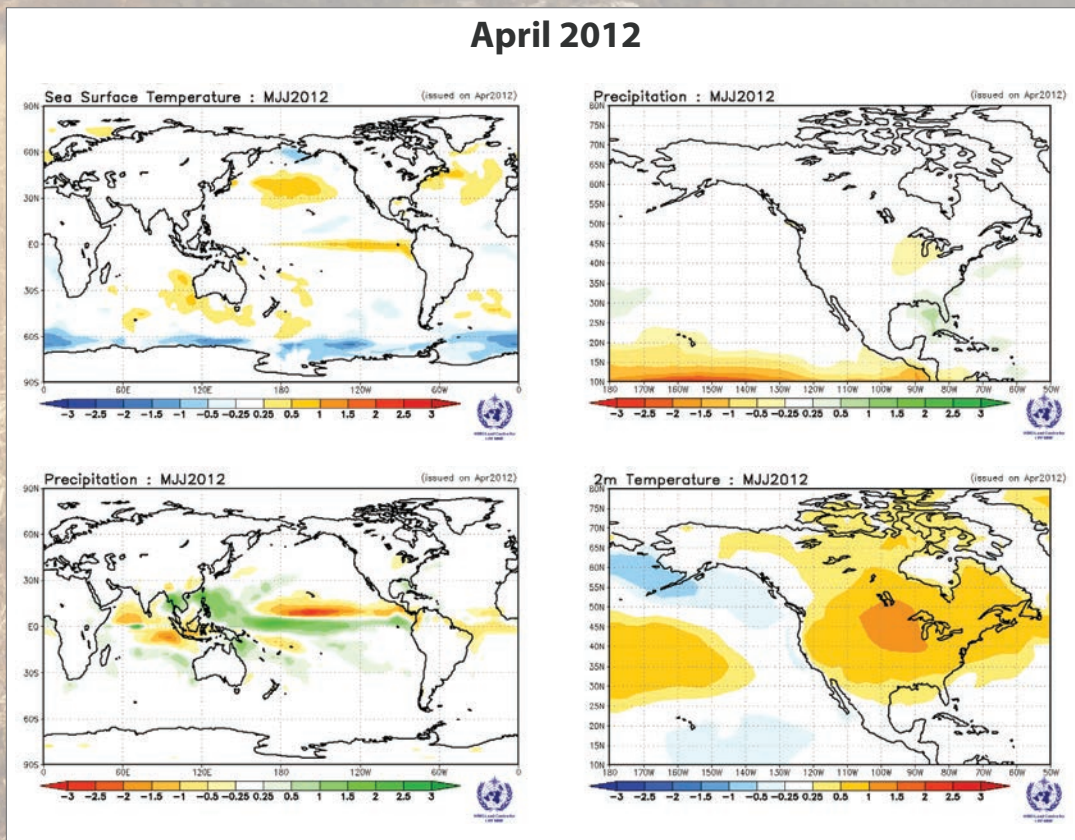 April 2012
Sea Surface Temperature : MJJ2012
(issued on Apr2012)
90N
60N
30N
EQ
30S
60S
90S
0 60E 120E 180 120W 60W 0
-3 -2.5 -1.5 -1 -0.5 -0.25 0.25 0.5 1 1.5 2 2.5 3
Precipitation : MJJ2012
(issued on Apr2012)
80N
75N
70N
65N
60N
55N
50N
45N
40N
35N
30N
25N
20N
15N
10N
180 170W 160W 150W 140W 130W 120W 110W 100W 90W 80W 70W 60W 50W
-3 -2.5 -2 -1.5 -1 -0.5 -0.25 0.25 0.5 1 1.5 2 2.5 3
Precipitation : MJJ2012
(issued on Apr2012)
90N
60N
30N
EQ
30S
60S
90S
0 60E 120E 180 120W 60W 0
-3 -2.5 -2 -1.5 -1 -0.5 0.25 0.5 1 1.5 2 2.5 3
2m Temperature : MJJ2012
(issued on Apr2012)
80N
75N
70N
65N
60N
55N
50N
45N
40N
35N
30N
25N
20N
15N
10N
180 170W 160W 150W 140W 130W 120W 110W 100W 90W 80W 70W 60W 50W
-3 -2.5 -2 -1.5 -1 -0.5 -0.25 0.25 0.5 1 1.5 2 2.5 3